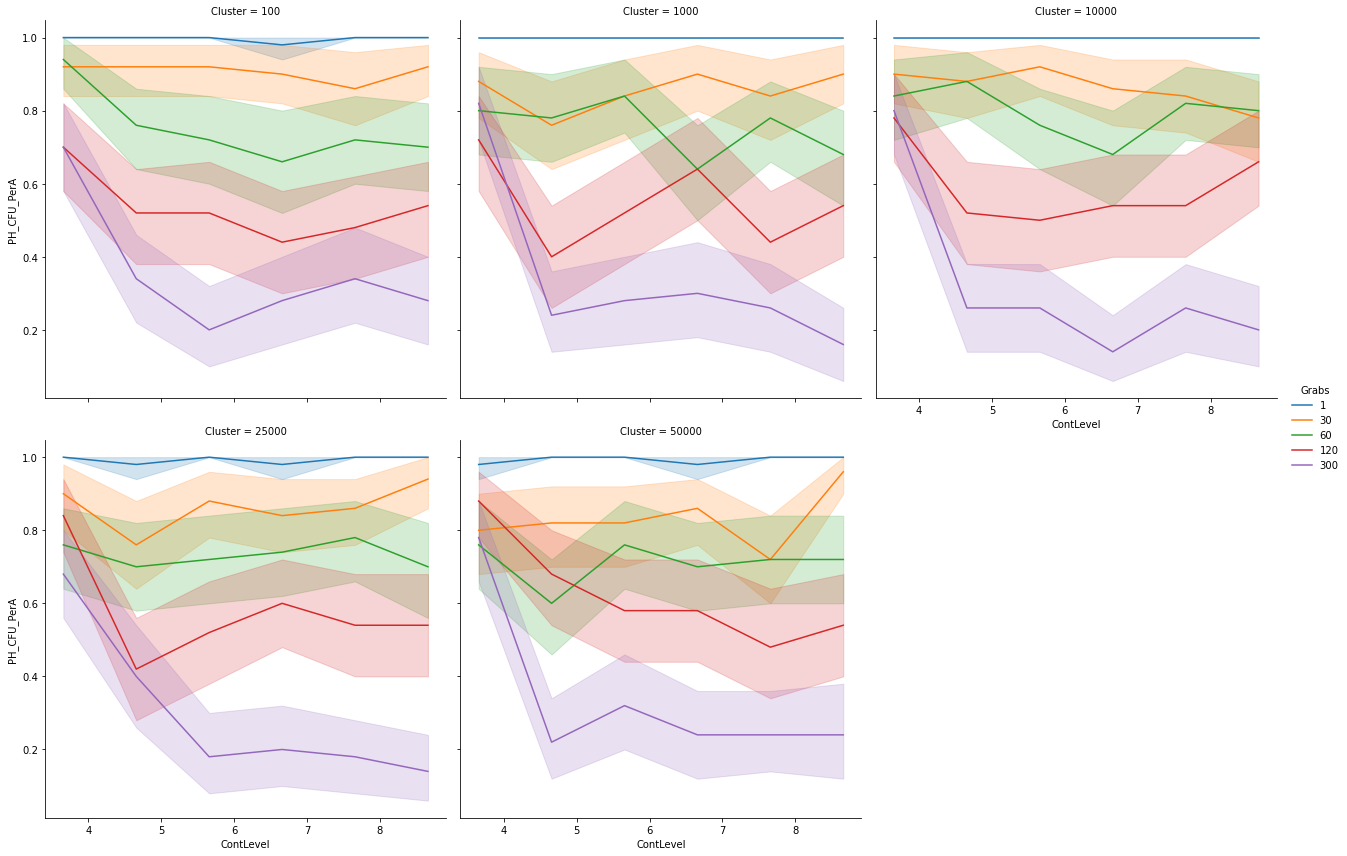 Cluster = 100
Cluster = 1000
Cluster = 10000
PH_CFU_PerA
1.0
0.8
0.6
0.4
0.2
4 5 6 7 8
ContLevel
Grabs
1
30
60
120
300
Cluster = 25000
Cluster = 50000
PH_CFU_PerA
1.0
0.8
0.6
0.4
0.2
4 5 6 7 8
ContLevel
4 5 6 7 8
ContLevel